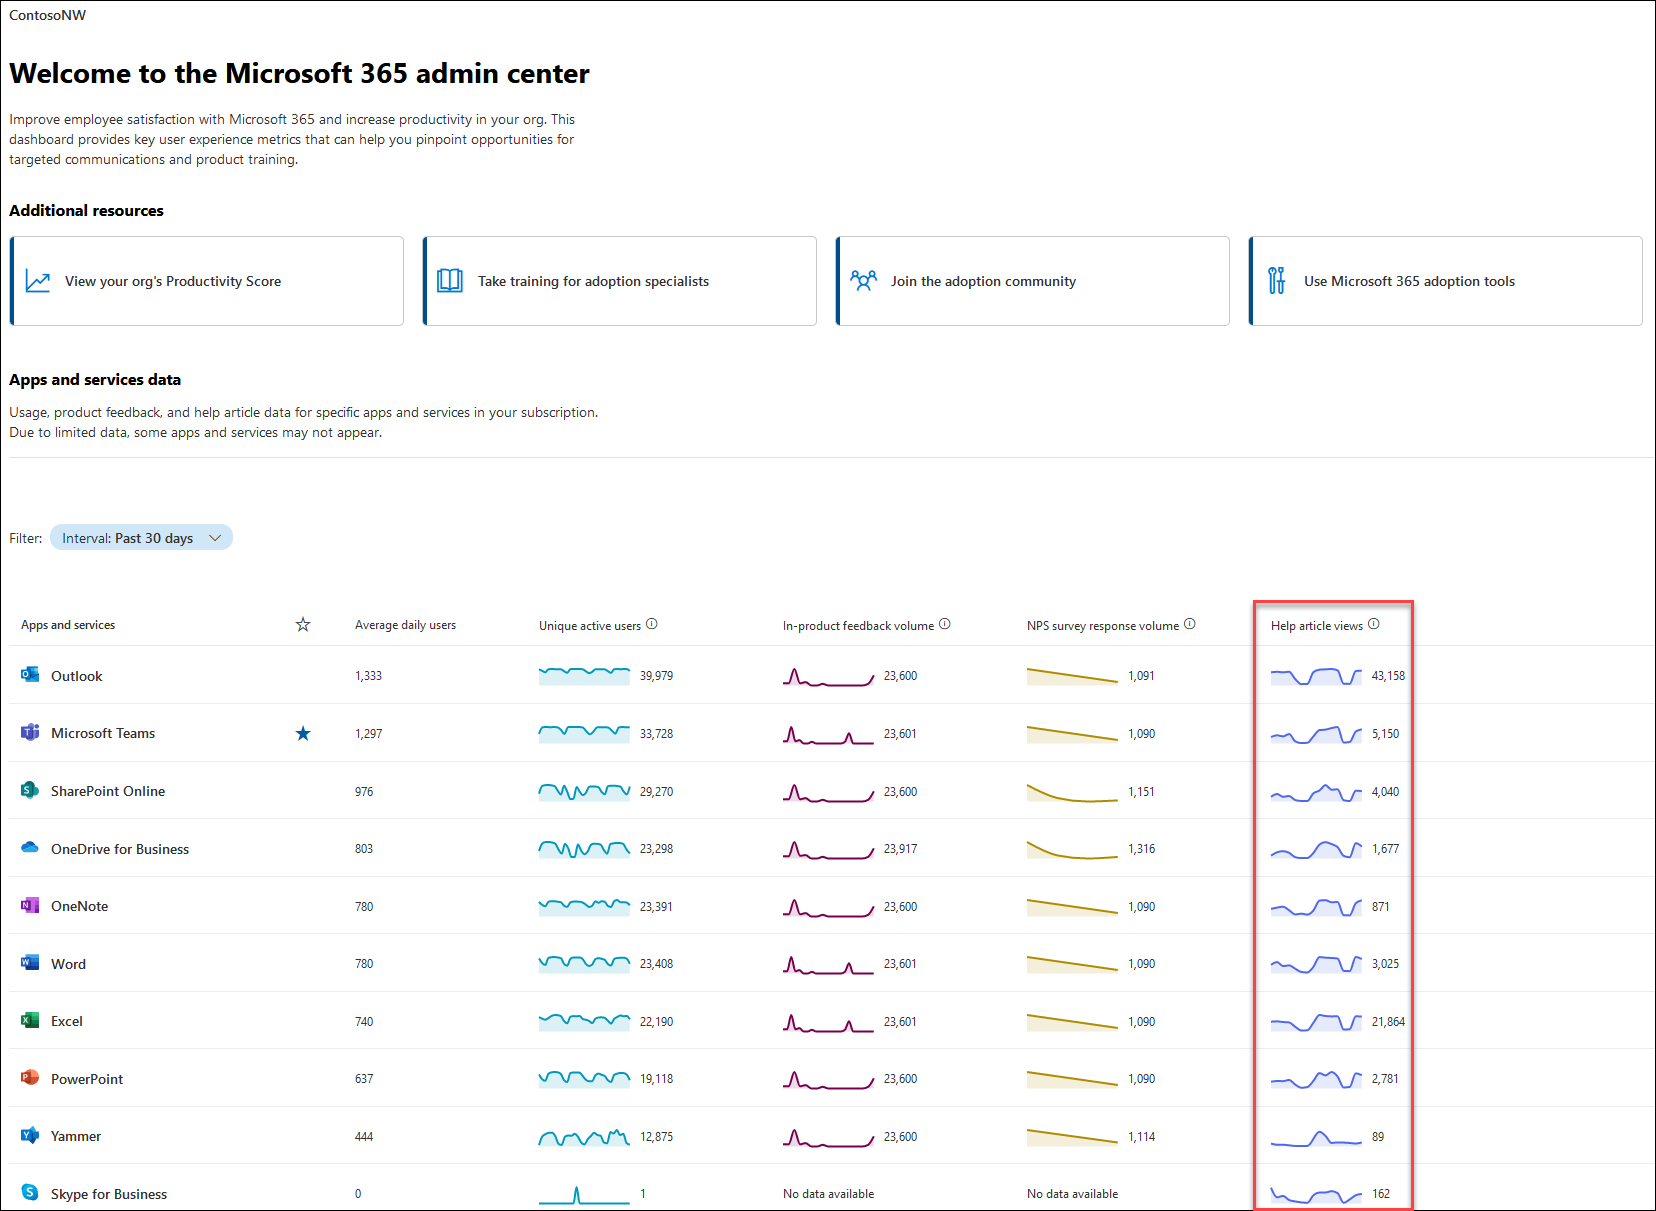 ContosoNW
Welcome to the Microsoft 365 admin center
Improve employee satisfaction with Microsoft 365 and increase productivity in your org. This
dashboard provides key user experience metrics that can help you pinpoint opportunities for
targeted communications and product training.
Additional resources
View your org's Productivity Score
Take training for adoption specialists
Join the adoption community
Use Microsoft 365 adoption tools
Apps and services data
Usage, product feedback, and help article data for specific apps and services in your subscription.
Due to limited data, some apps and services may not appear.
Filter: Interval: Past 30 days
Apps and services Average daily users Unique active users In-product feedback volume NPS survey response volume Help article views
Outlook 1,333 39,979 23,600 1,091 43,158
Microsoft Teams 1,297 33,728 23,601 1,090 5,150
SharePoint Online 976 29,270 23,600 1,151 4,040
OneDrive for Business 803 23,298 23,917 1,316 1,677
OneNote 780 23,391 23,600 1,090 871
Word 780 23,408 23,601 1,090 3,025
Excel 740 22,190 23,601 1,090 21,864
PowerPoint 637 19,118 23,600 1,090 2,781
Yammer 444 12,875 23,600 1,114 89
Skype for Business 0 1 No data available No data available 162